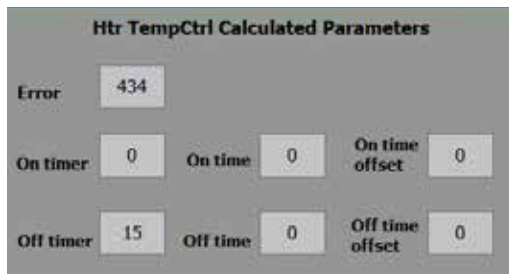 Htr TempCtrl Calculated Parameters
Error 434
On timer 0 On time 0 On time offset 0
Off timer 15 Off time 0 Off time offset 0